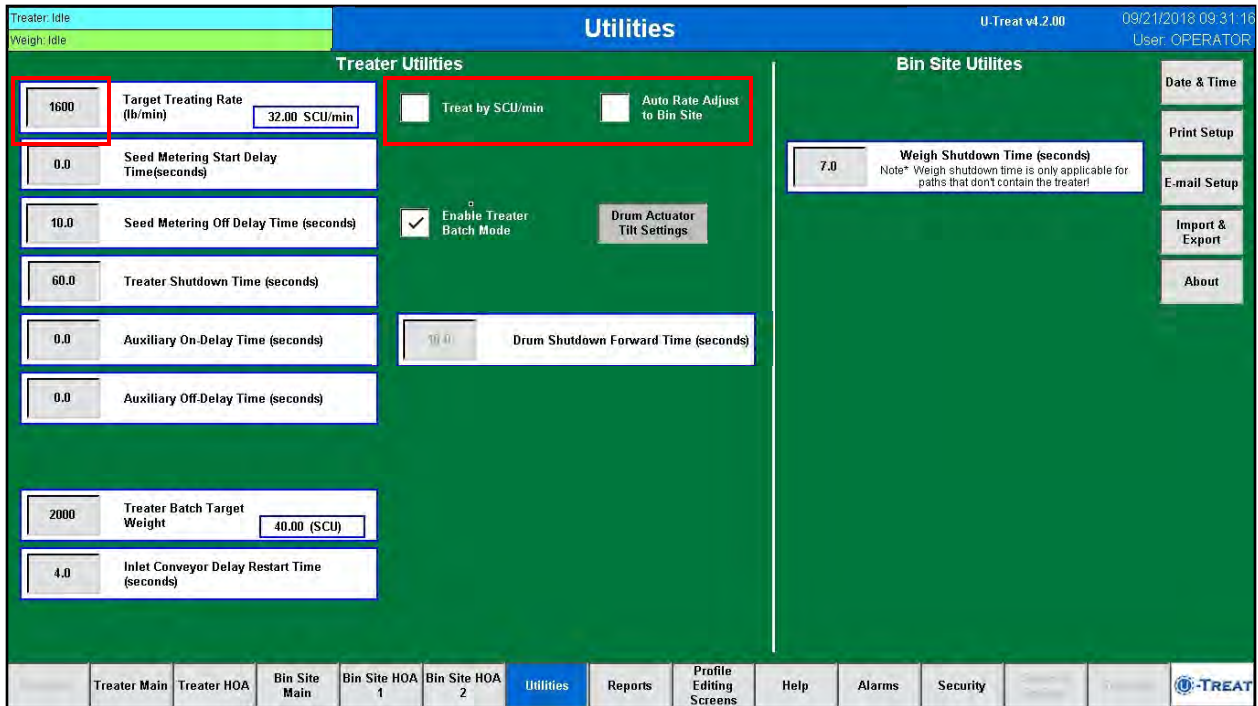 Treater: Idle
Weigh: Idle
Utilities
U-Treat v4.2.00
09/21/2018 09:31:16
User: OPERATOR
Treater Utilities
1600
Target Treating Rate
(lb/min)
32.00 SCU/min
Treat by SCU/min
Auto Rate Adjust
to Bin Site
0.0
Seed Metering Start Delay
Time(seconds)
10.0
Seed Metering Off Delay Time (seconds)
Enable Treater
Batch Mode
Drum Actuator
Tilt Settings
60.0
Treater Shutdown Time (seconds)
0.0
Auxiliary On-Delay Time (seconds)
10.0
Drum Shutdown Forward Time (seconds)
0.0
Auxiliary Off-Delay Time (seconds)
2000
Treater Batch Target
Weight
40.00 (SCU)
4.0
Inlet Conveyor Delay Restart Time
(seconds)
Bin Site Utilites
7.0
Weigh Shutdown Time (seconds)
Note* Weigh shutdown time is only applicable for
paths that don't contain the treater!
Date & Time
Print Setup
E-mail Setup
Import &
Export
About
Treater Main
Treater HOA
Bin Site
Main
Bin Site HOA
1
Bin Site HOA
2
Utilities
Reports
Profile
Editing
Screens
Help
Alarms
Security
U-TREAT